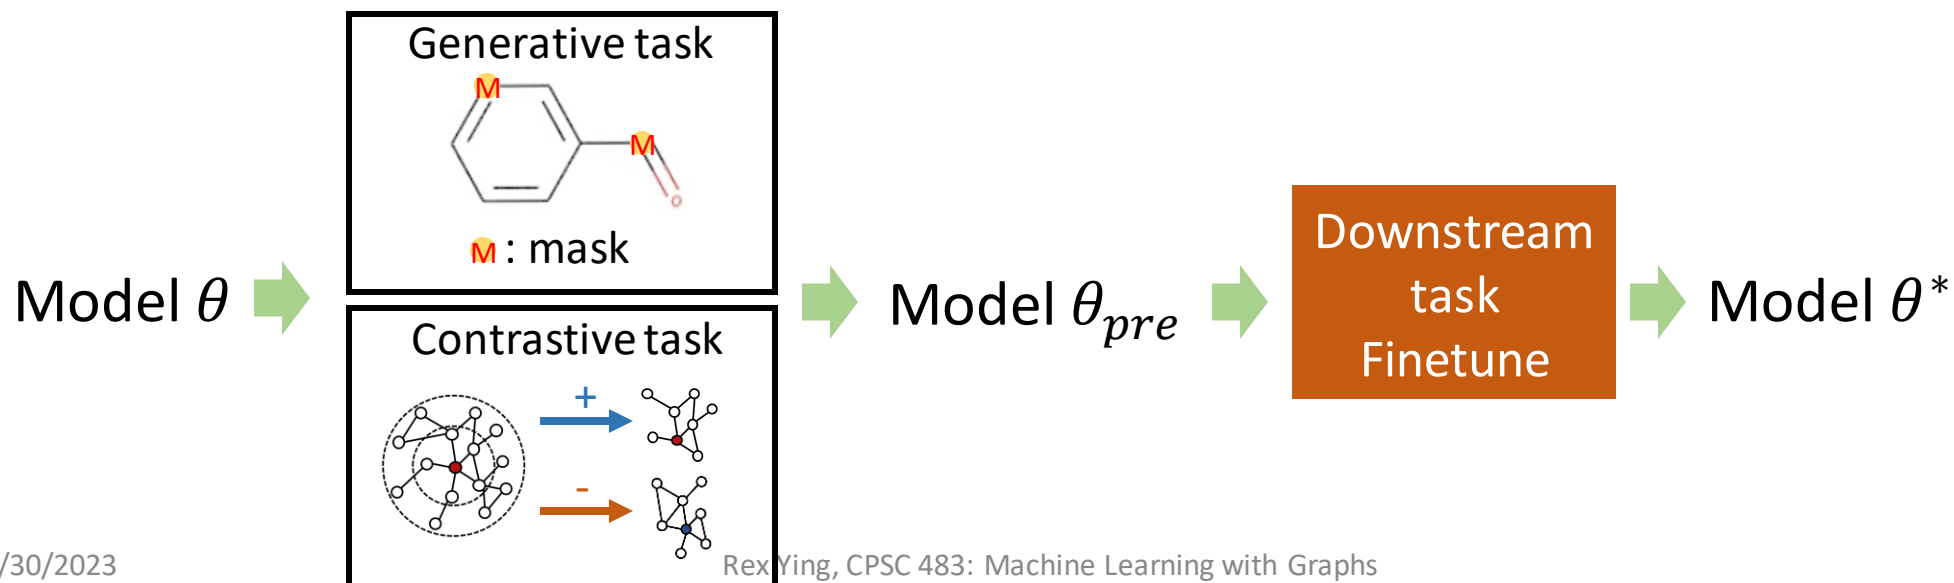 Generative task
M
M
O
M : mask
Model θ
Contrastive task
+
-
Model θ_pre
Downstream
task
Finetune
Model θ*
/30/2023
Rex Ying, CPSC 483: Machine Learning with Graphs